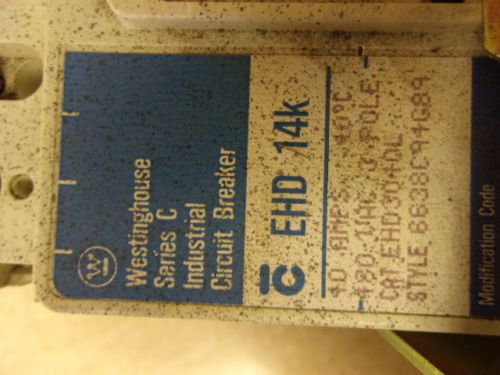 Westinghouse
Series C
Industrial
Circuit Breaker
C EHD 14k
40 AMPS 40°C
480 VAC 3 POLE
CAT EHD3040L
STYLE 6638C94G89
Modification Code